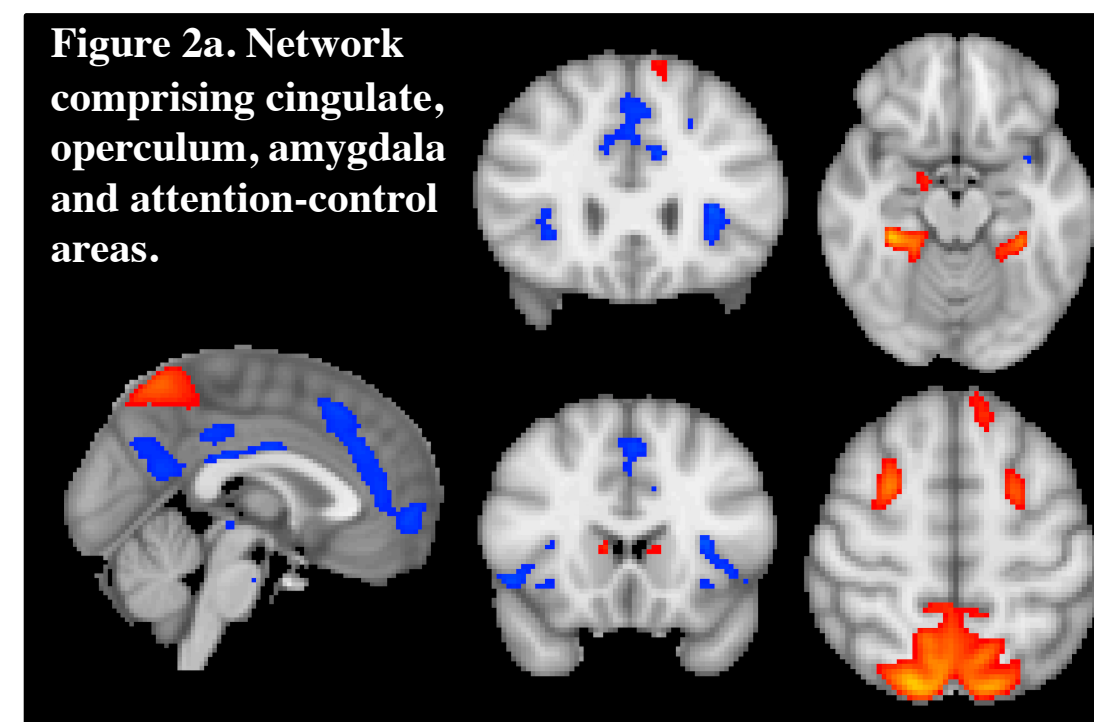 Figure 2a. Network
comprising cingulate,
operculum, amygdala
and attention-control
areas.